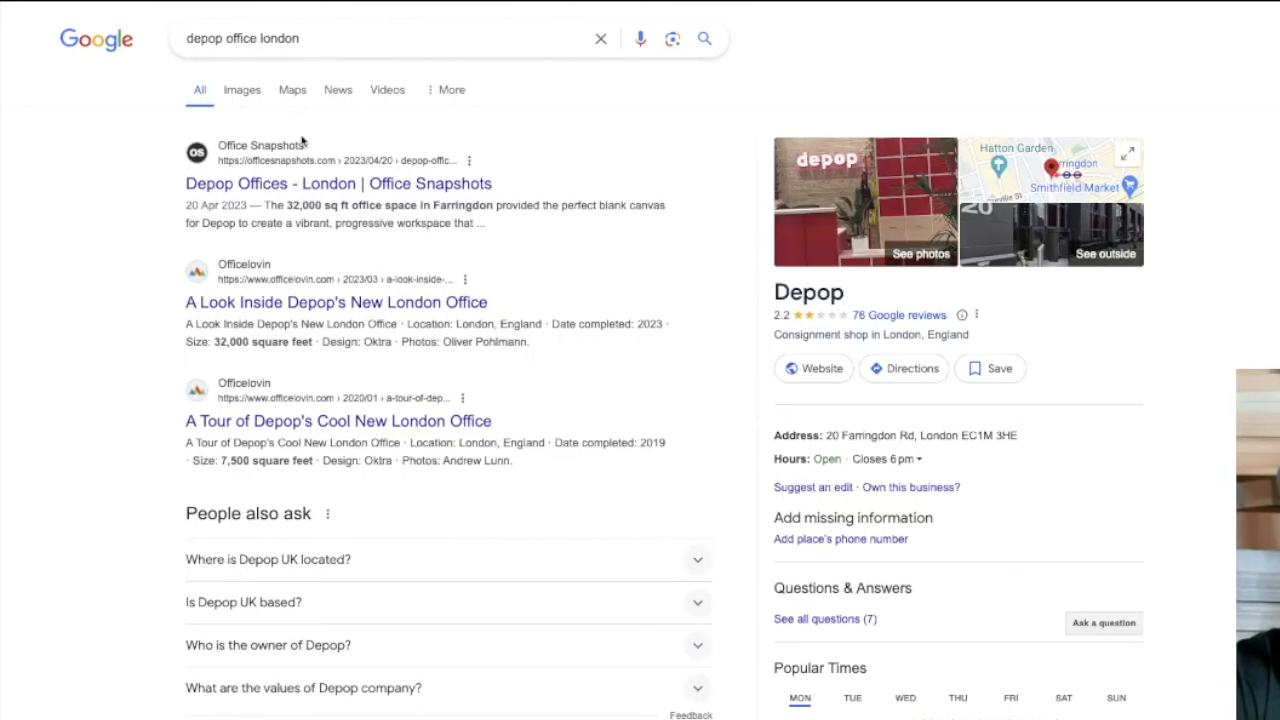 Google
depop office london
All Images Maps News Videos More
OS
Office Snapshots
https://officesnapshots.com › 2023/04/20 › depop-offic...
Depop Offices - London | Office Snapshots
20 Apr 2023 — The 32,000 sq ft office space in Farringdon provided the perfect blank canvas
for Depop to create a vibrant, progressive workspace that ...
Officelovin
https://www.officelovin.com › 2023/03 › a-look-inside-...
A Look Inside Depop's New London Office
A Look Inside Depop's New London Office · Location: London, England · Date completed: 2023 ·
Size: 32,000 square feet · Design: Oktra · Photos: Oliver Pohlmann.
Officelovin
https://www.officelovin.com › 2020/01 › a-tour-of-dep...
A Tour of Depop's Cool New London Office
A Tour of Depop's Cool New London Office · Location: London, England · Date completed: 2019
· Size: 7,500 square feet · Design: Oktra · Photos: Andrew Lunn.
People also ask
Where is Depop UK located?
Is Depop UK based?
Who is the owner of Depop?
What are the values of Depop company?
Feedback
depop
See photos
Hatton Garden
rringdon
Smithfield Market
20
See outside
Depop
2.2 76 Google reviews
Consignment shop in London, England
Website Directions Save
Address: 20 Farringdon Rd, London EC1M 3HE
Hours: Open · Closes 6 pm
Suggest an edit · Own this business?
Add missing information
Add place's phone number
Questions & Answers
See all questions (7)
Ask a question
Popular Times
MON TUE WED THU FRI SAT SUN